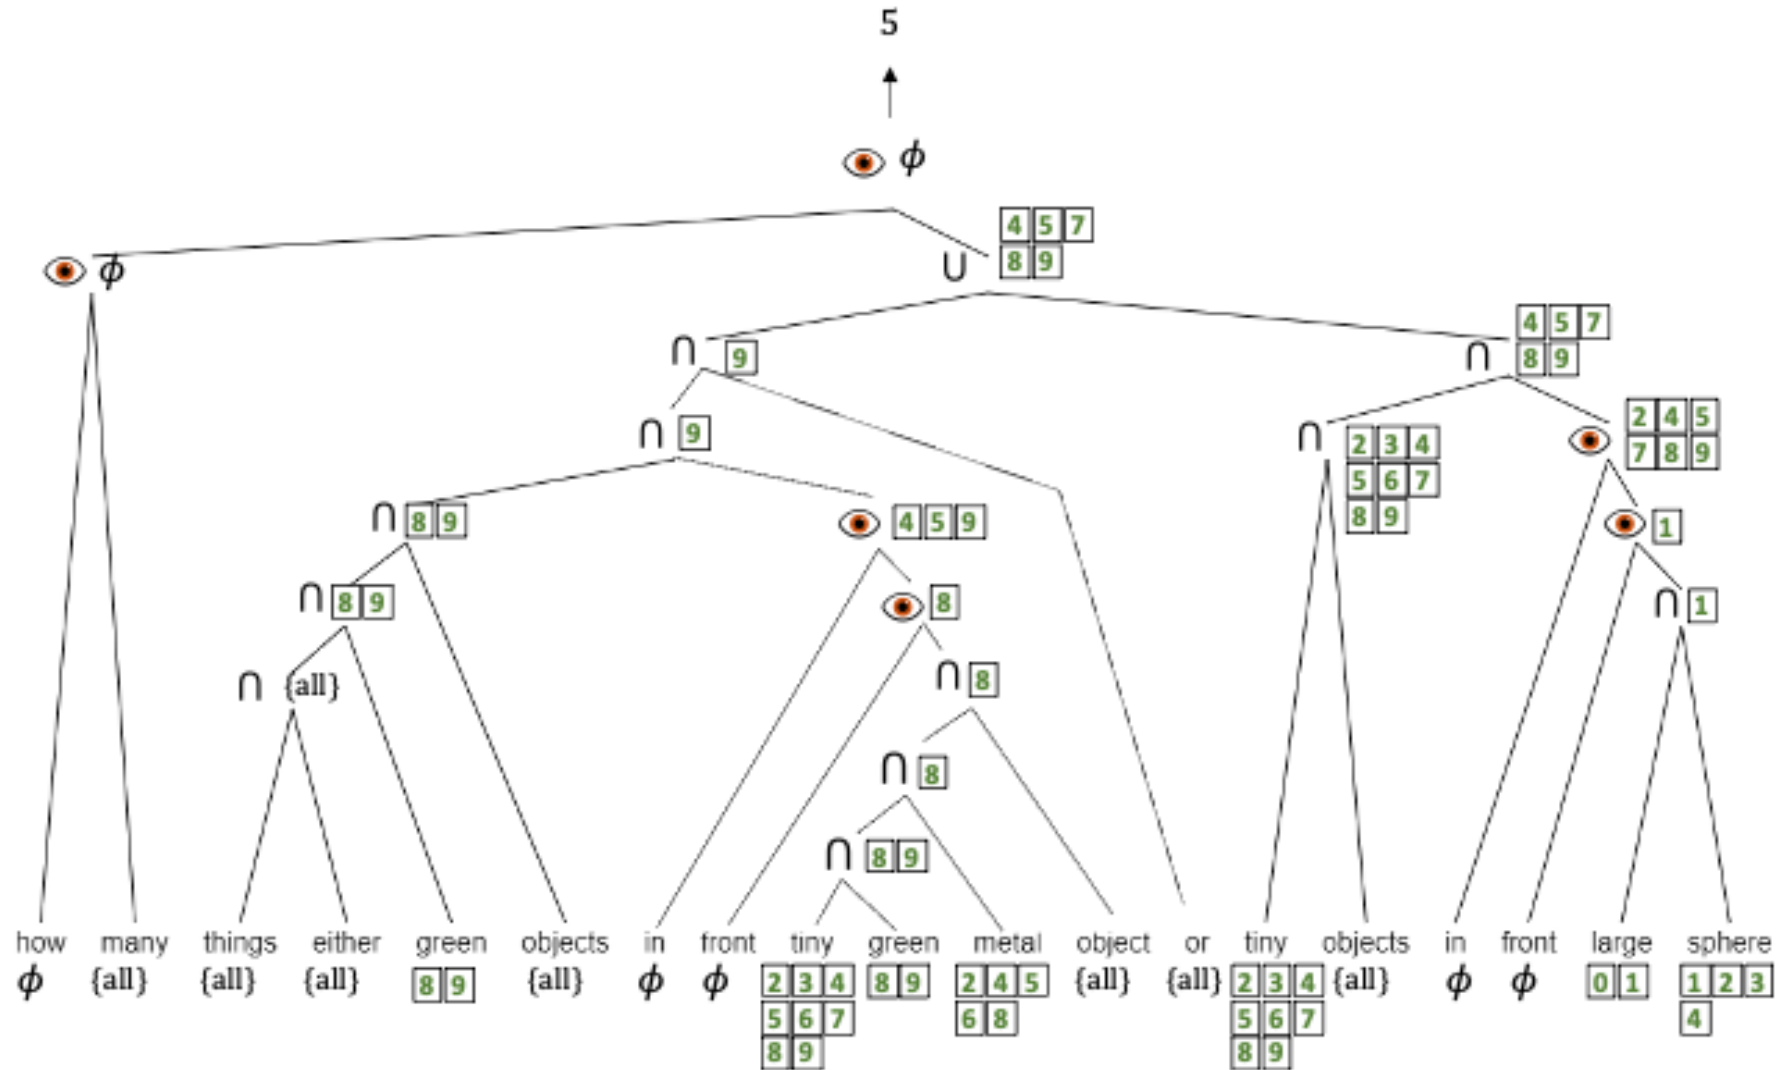 5
ϕ
4 5 7
8 9
ϕ
∪
∩ 9
4 5 7
∩ 8 9
∩ 9
∩
2 3 4
5 6 7
8 9
2 4 5
7 8 9
∩ 8 9
4 5 9
1
∩ 8 9
8
∩ 1
∩ {all}
∩ 8
∩ 8
∩ 8 9
how many things either green objects in front tiny green metal object or tiny objects in front large sphere
ϕ {all} {all} {all} 8 9 {all} ϕ ϕ 2 3 4 8 9 2 4 5 {all} {all} 2 3 4 {all} ϕ ϕ 0 1 1 2 3
5 6 7 6 8 5 6 7 4
8 9 8 9